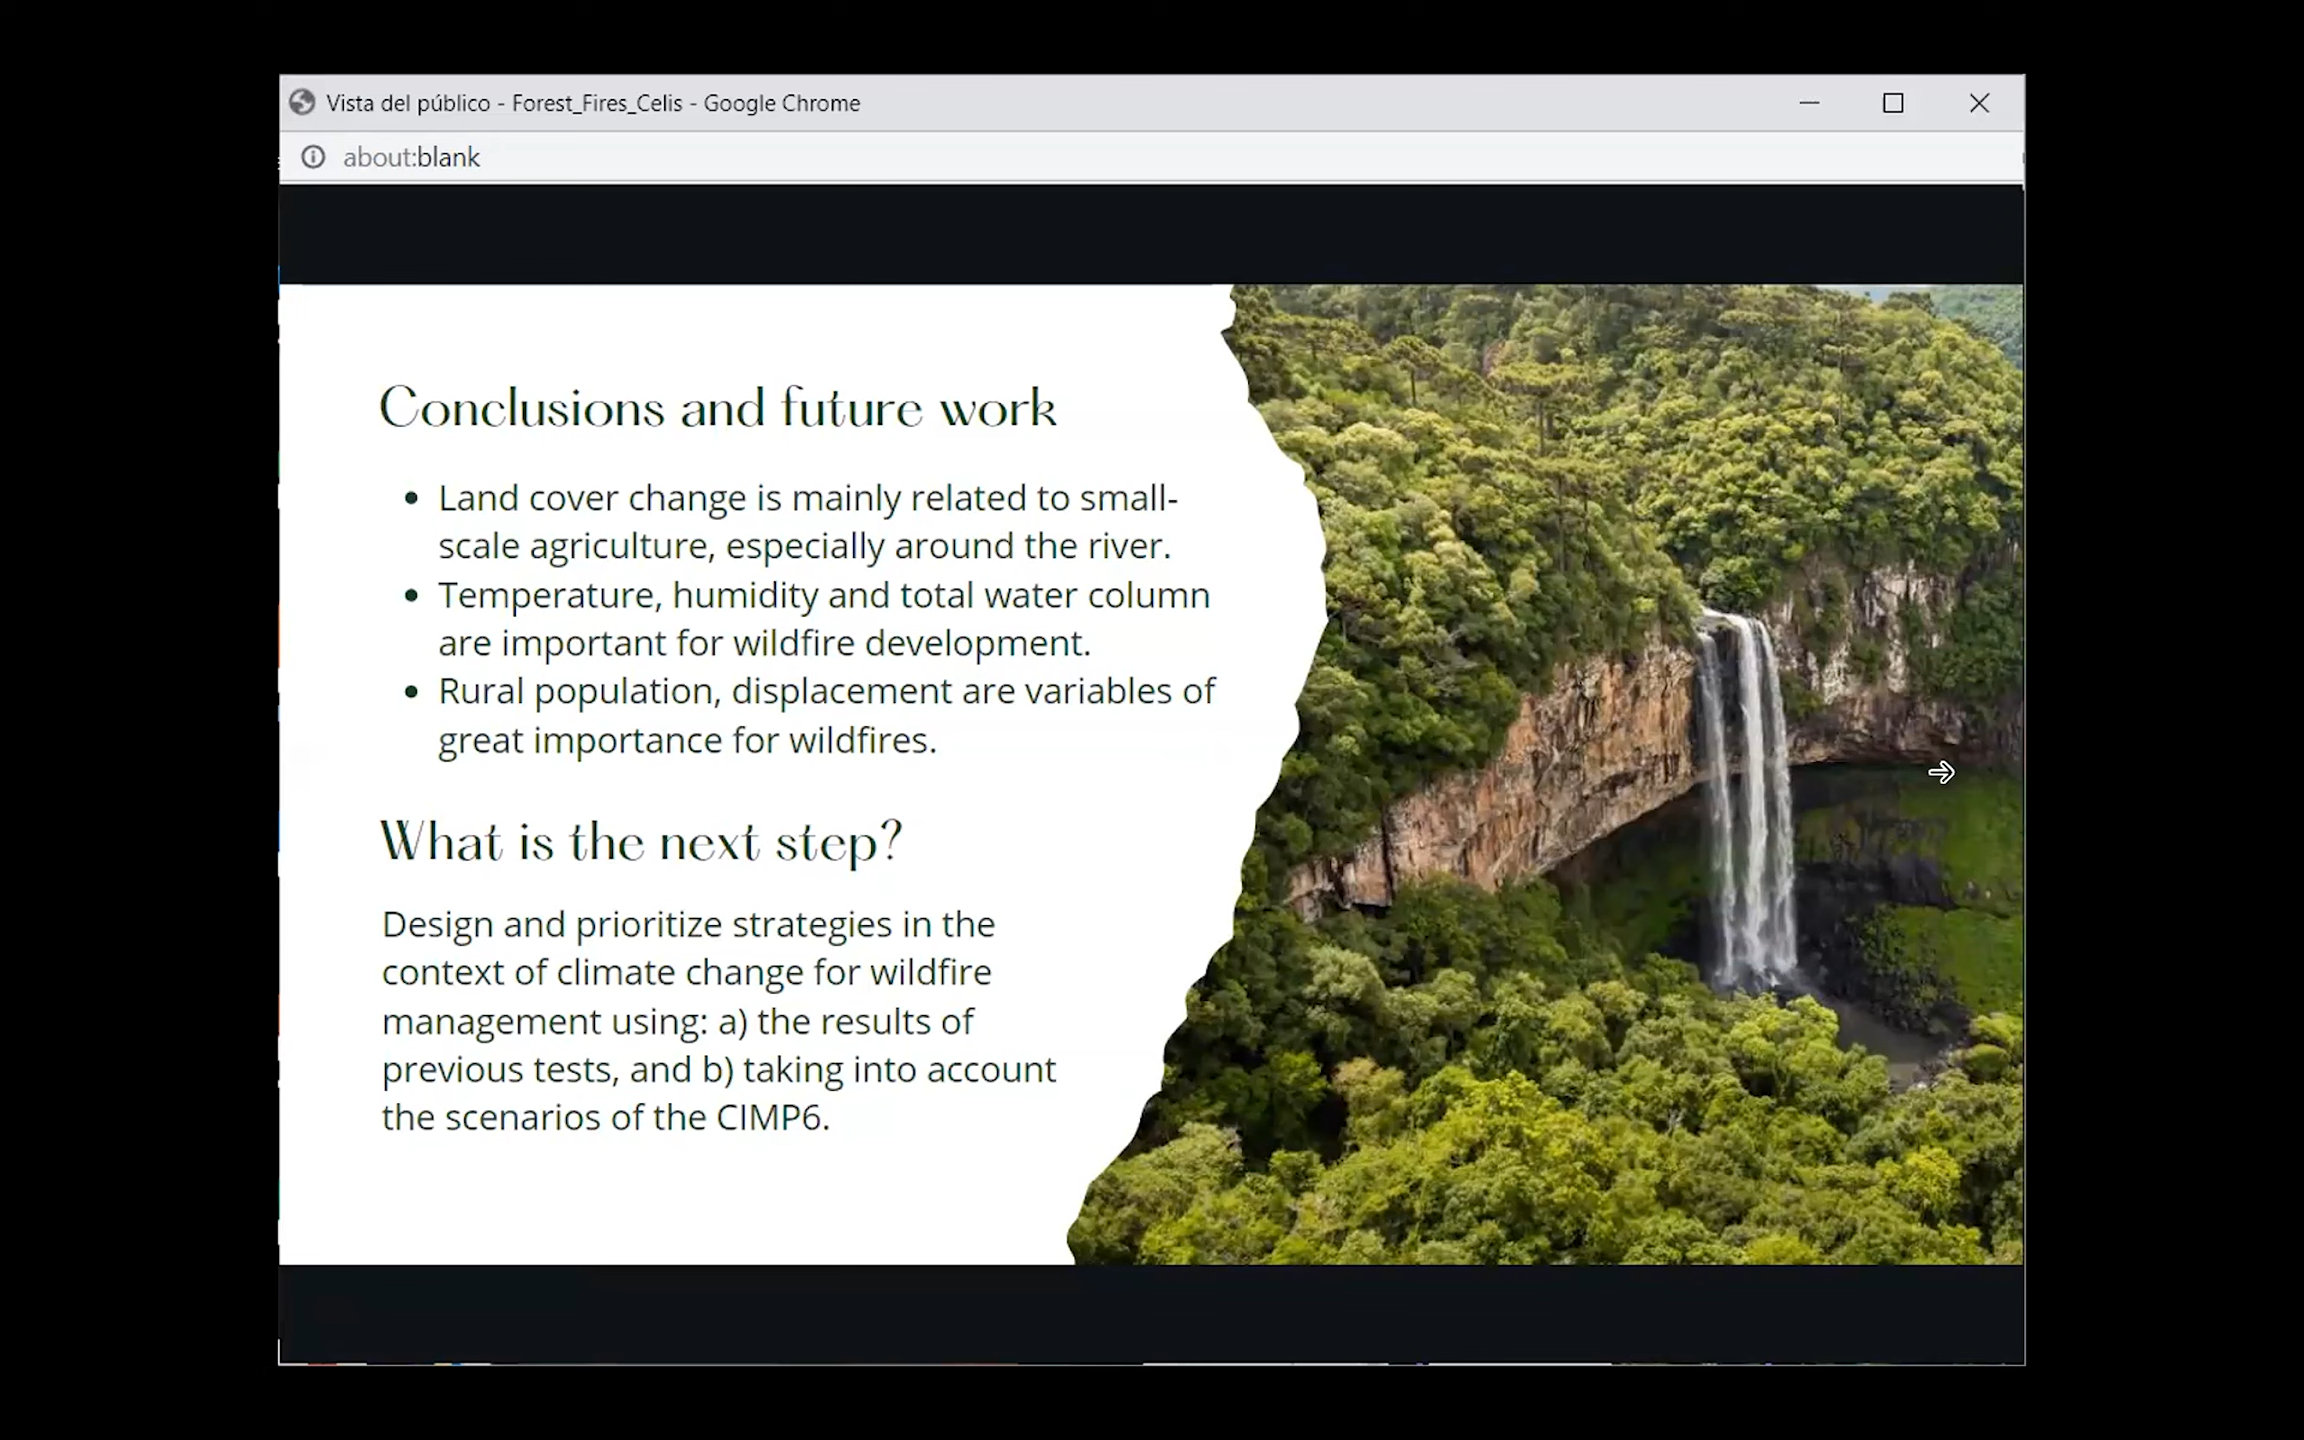 Vista del público - Forest_Fires_Celis - Google Chrome
about:blank
Conclusions and future work
• Land cover change is mainly related to small-
scale agriculture, especially around the river.
• Temperature, humidity and total water column
are important for wildfire development.
• Rural population, displacement are variables of
great importance for wildfires.
What is the next step?
Design and prioritize strategies in the
context of climate change for wildfire
management using: a) the results of
previous tests, and b) taking into account
the scenarios of the CIMP6.